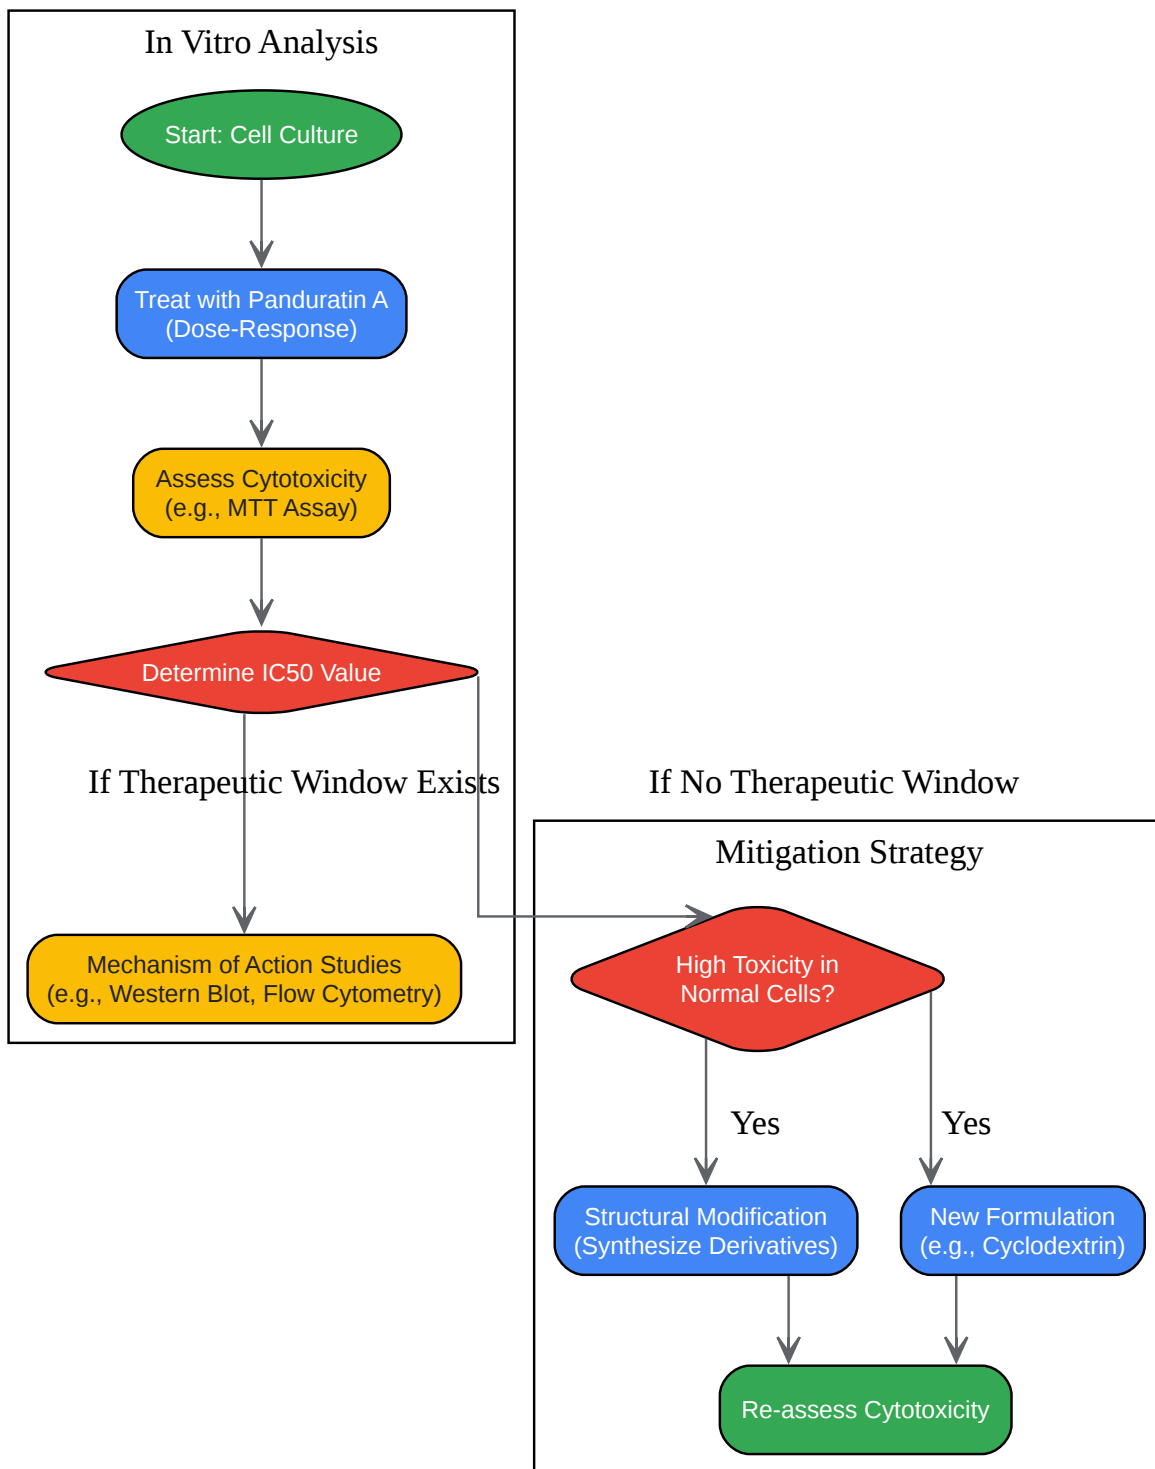 In Vitro Analysis
Start: Cell Culture
Treat with Panduratin A
(Dose-Response)
Assess Cytotoxicity
(e.g., MTT Assay)
Determine IC50 Value
If Therapeutic Window Exists
If No Therapeutic Window
Mechanism of Action Studies
(e.g., Western Blot, Flow Cytometry)
Mitigation Strategy
High Toxicity in
Normal Cells?
Yes
Yes
Structural Modification
(Synthesize Derivatives)
New Formulation
(e.g., Cyclodextrin)
Re-assess Cytotoxicity